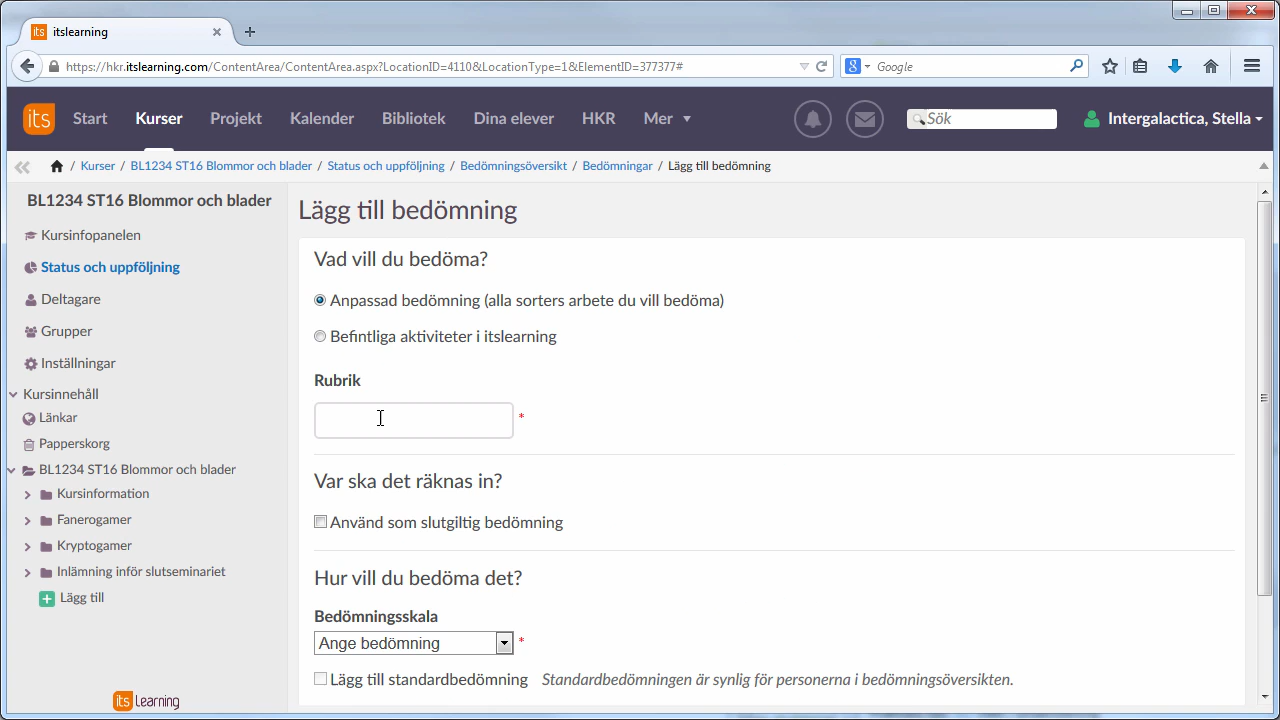 its itslearning
https://hkr.itslearning.com/ContentArea/ContentArea.aspx?LocationID=4110&LocationType=1&ElementID=377377#
Google
its Start Kurser Projekt Kalender Bibliotek Dina elever HKR Mer Sök Intergalactica, Stella
/ Kurser / BL1234 ST16 Blommor och blader / Status och uppföljning / Bedömningsöversikt / Bedömningar / Lägg till bedömning
BL1234 ST16 Blommor och blader
Kursinfopanelen
Status och uppföljning
Deltagare
Grupper
Inställningar
Kursinnehåll
Länkar
Papperskorg
BL1234 ST16 Blommor och blader
Kursinformation
Fanerogamer
Kryptogamer
Inlämning inför slutseminariet
Lägg till
its Learning
Lägg till bedömning
Vad vill du bedöma?
Anpassad bedömning (alla sorters arbete du vill bedöma)
Befintliga aktiviteter i itslearning
Rubrik
*
Var ska det räknas in?
Använd som slutgiltig bedömning
Hur vill du bedöma det?
Bedömningsskala
Ange bedömning *
Lägg till standardbedömning Standardbedömningen är synlig för personerna i bedömningsöversikten.